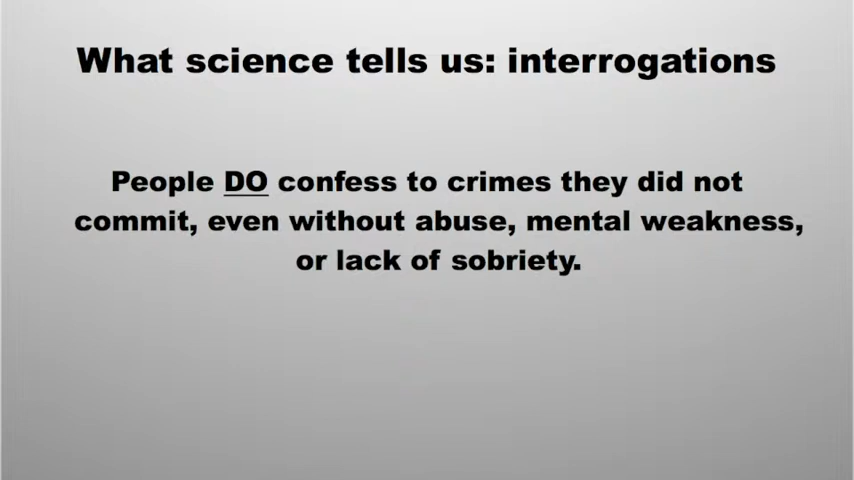 What science tells us: interrogations
People DO confess to crimes they did not
commit, even without abuse, mental weakness,
or lack of sobriety.